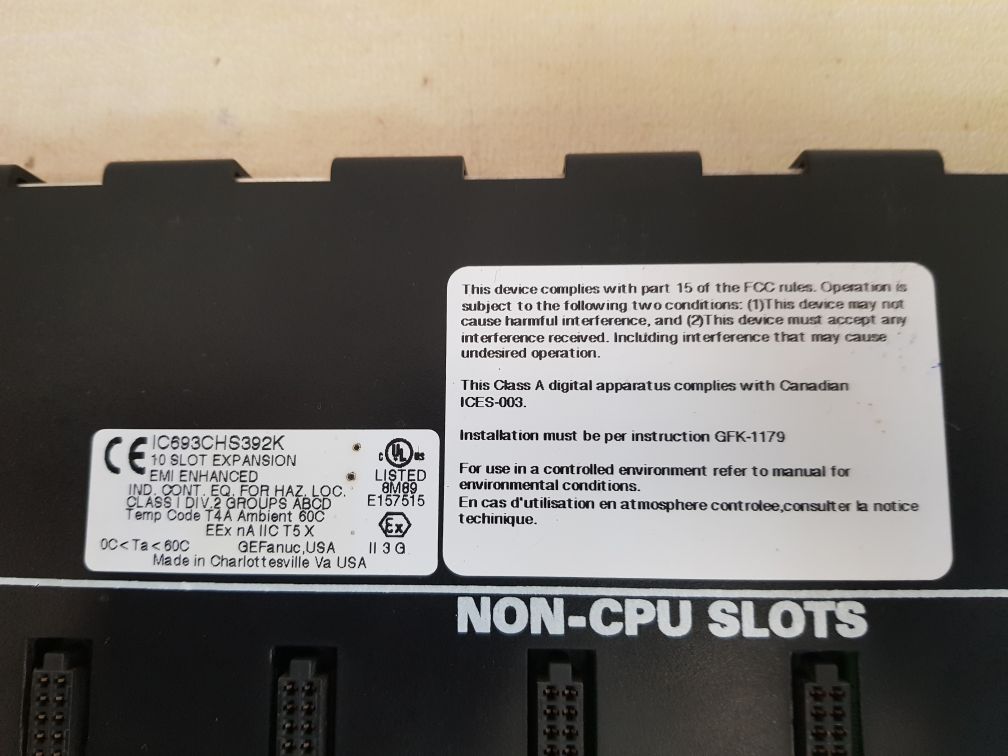 This device complies with part 15 of the FCC rules. Operation is
subject to the following two conditions: (1)This device may not
cause harmful interference, and (2)This device must accept any
interference received. Including interference that may cause
undesired operation.
This Class A digital apparatus complies with Canadian
ICES-003.
Installation must be per instruction GFK-1179
For use in a controlled environment refer to manual for
environmental conditions.
En cas d'utilisation en atmosphere controlee,consulter la notice
techinique.
CE IC693CHS392K
10 SLOT EXPANSION
EMI ENHANCED
IND. CONT. EQ. FOR HAZ. LOC.
CLASS I DIV.2 GROUPS ABCD
Temp Code T4A Ambient 60C
EEx nA IIC T5 X
0C<Ta<60C GEFanuc,USA II 3 G
Made in Charlottesville Va USA
c UL us
LISTED
8M89
E157515
Ex
NON-CPU SLOTS